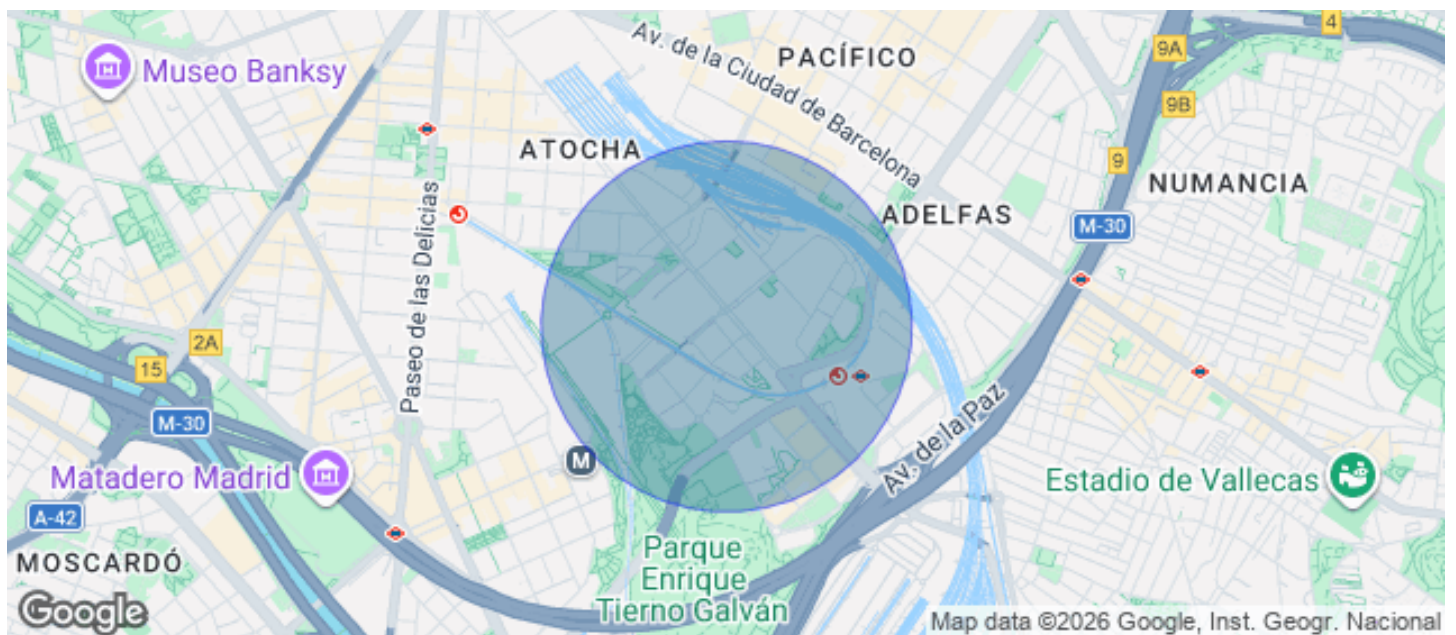 4
9A
PACÍFICO
Museo Banksy
Av. de la Ciudad de Barcelona
9B
ATOCHA
9
NUMANCIA
ADELFAS
M-30
Paseo de las Delicias
2A
15
M-30
Av. de la Paz
M
Matadero Madrid
Estadio de Vallecas
A-42
MOSCARDÓ
Parque
Enrique
Tierno Galván
Google
Map data ©2026 Google, Inst. Geogr. Nacional